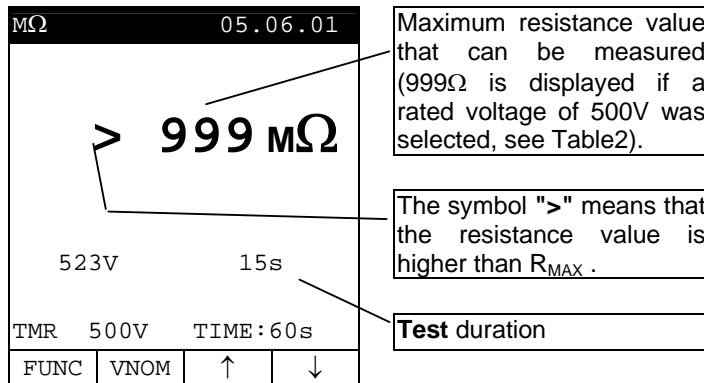 MΩ 05.06.01
> 999 MΩ
523V 15s
TMR 500V TIME:60s
FUNC VNOM ↑ ↓
Maximum resistance value
that can be measured
(999Ω is displayed if a
rated voltage of 500V was
selected, see Table2).
The symbol ">" means that
the resistance value is
higher than RMAX .
Test duration